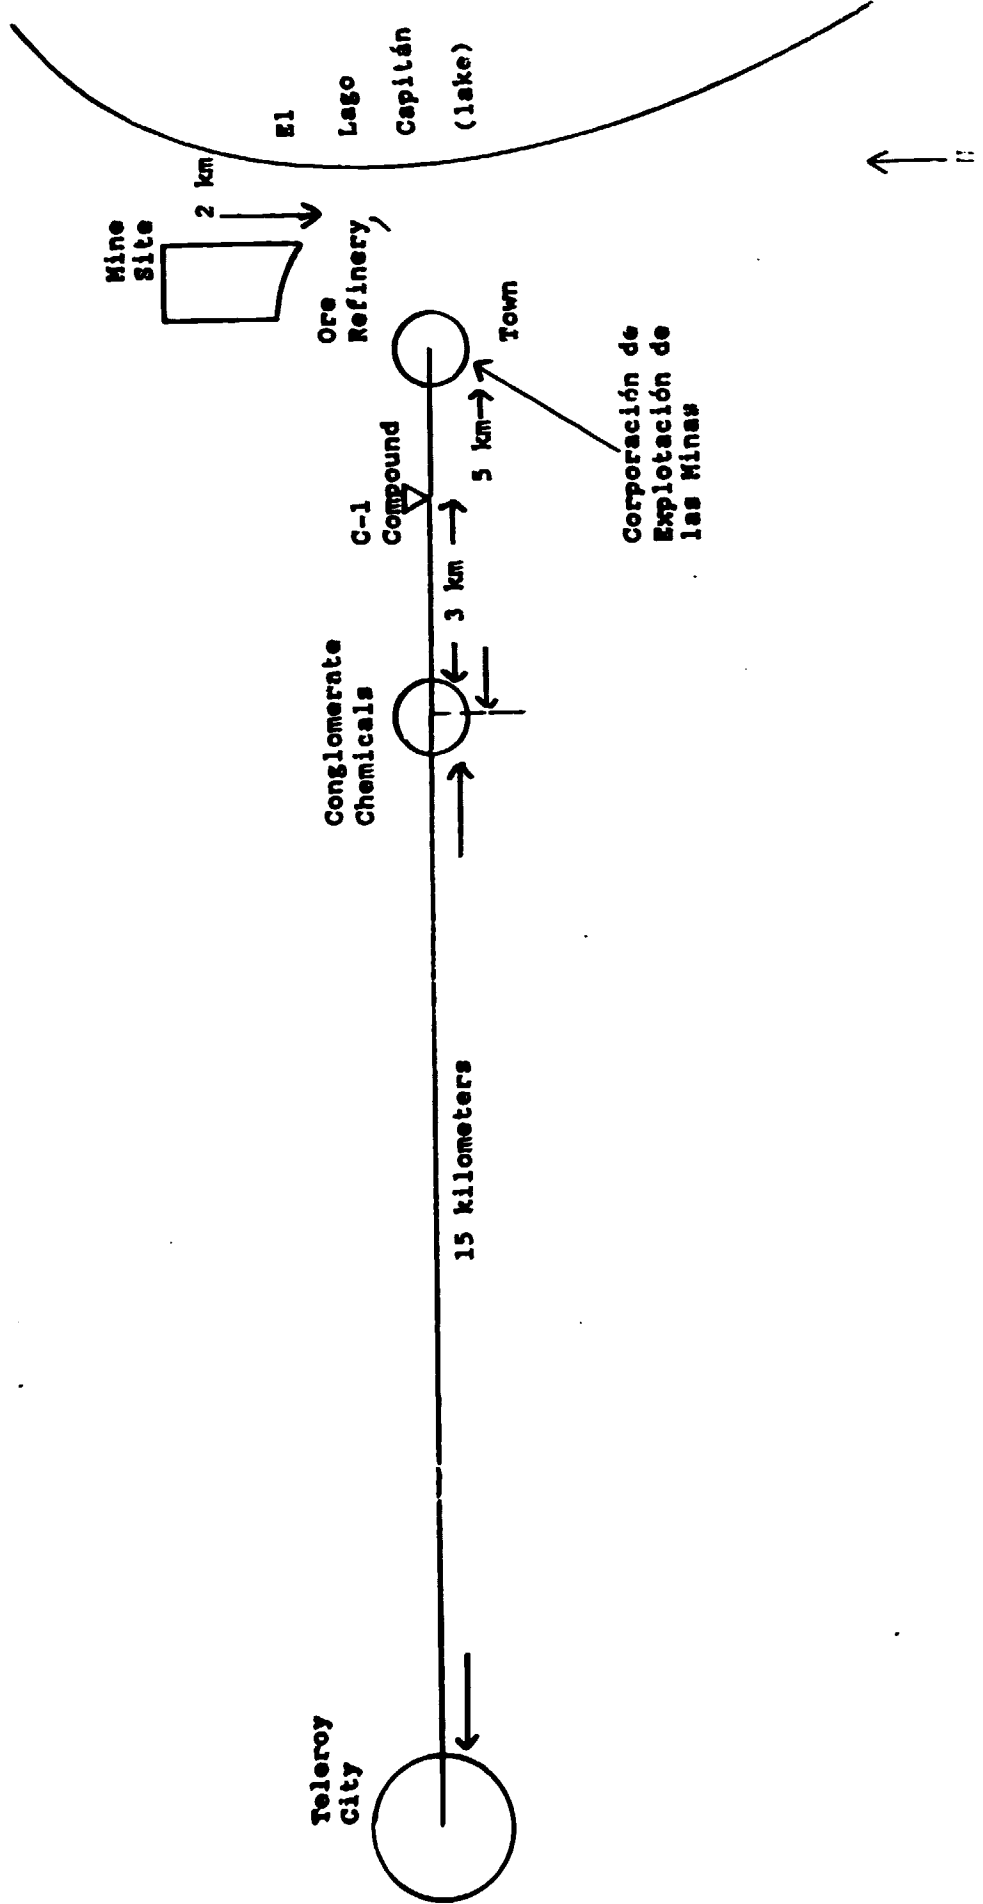 Teleroy
City
15 kilometers
Conglomerate
Chemicals
3 km
C-1
Compound
5 km
Ore
Refinery,
Town
Mine
Site
2 km
El
Lago
Capitán
(lake)
Corporación de
Explotación de
las Minas